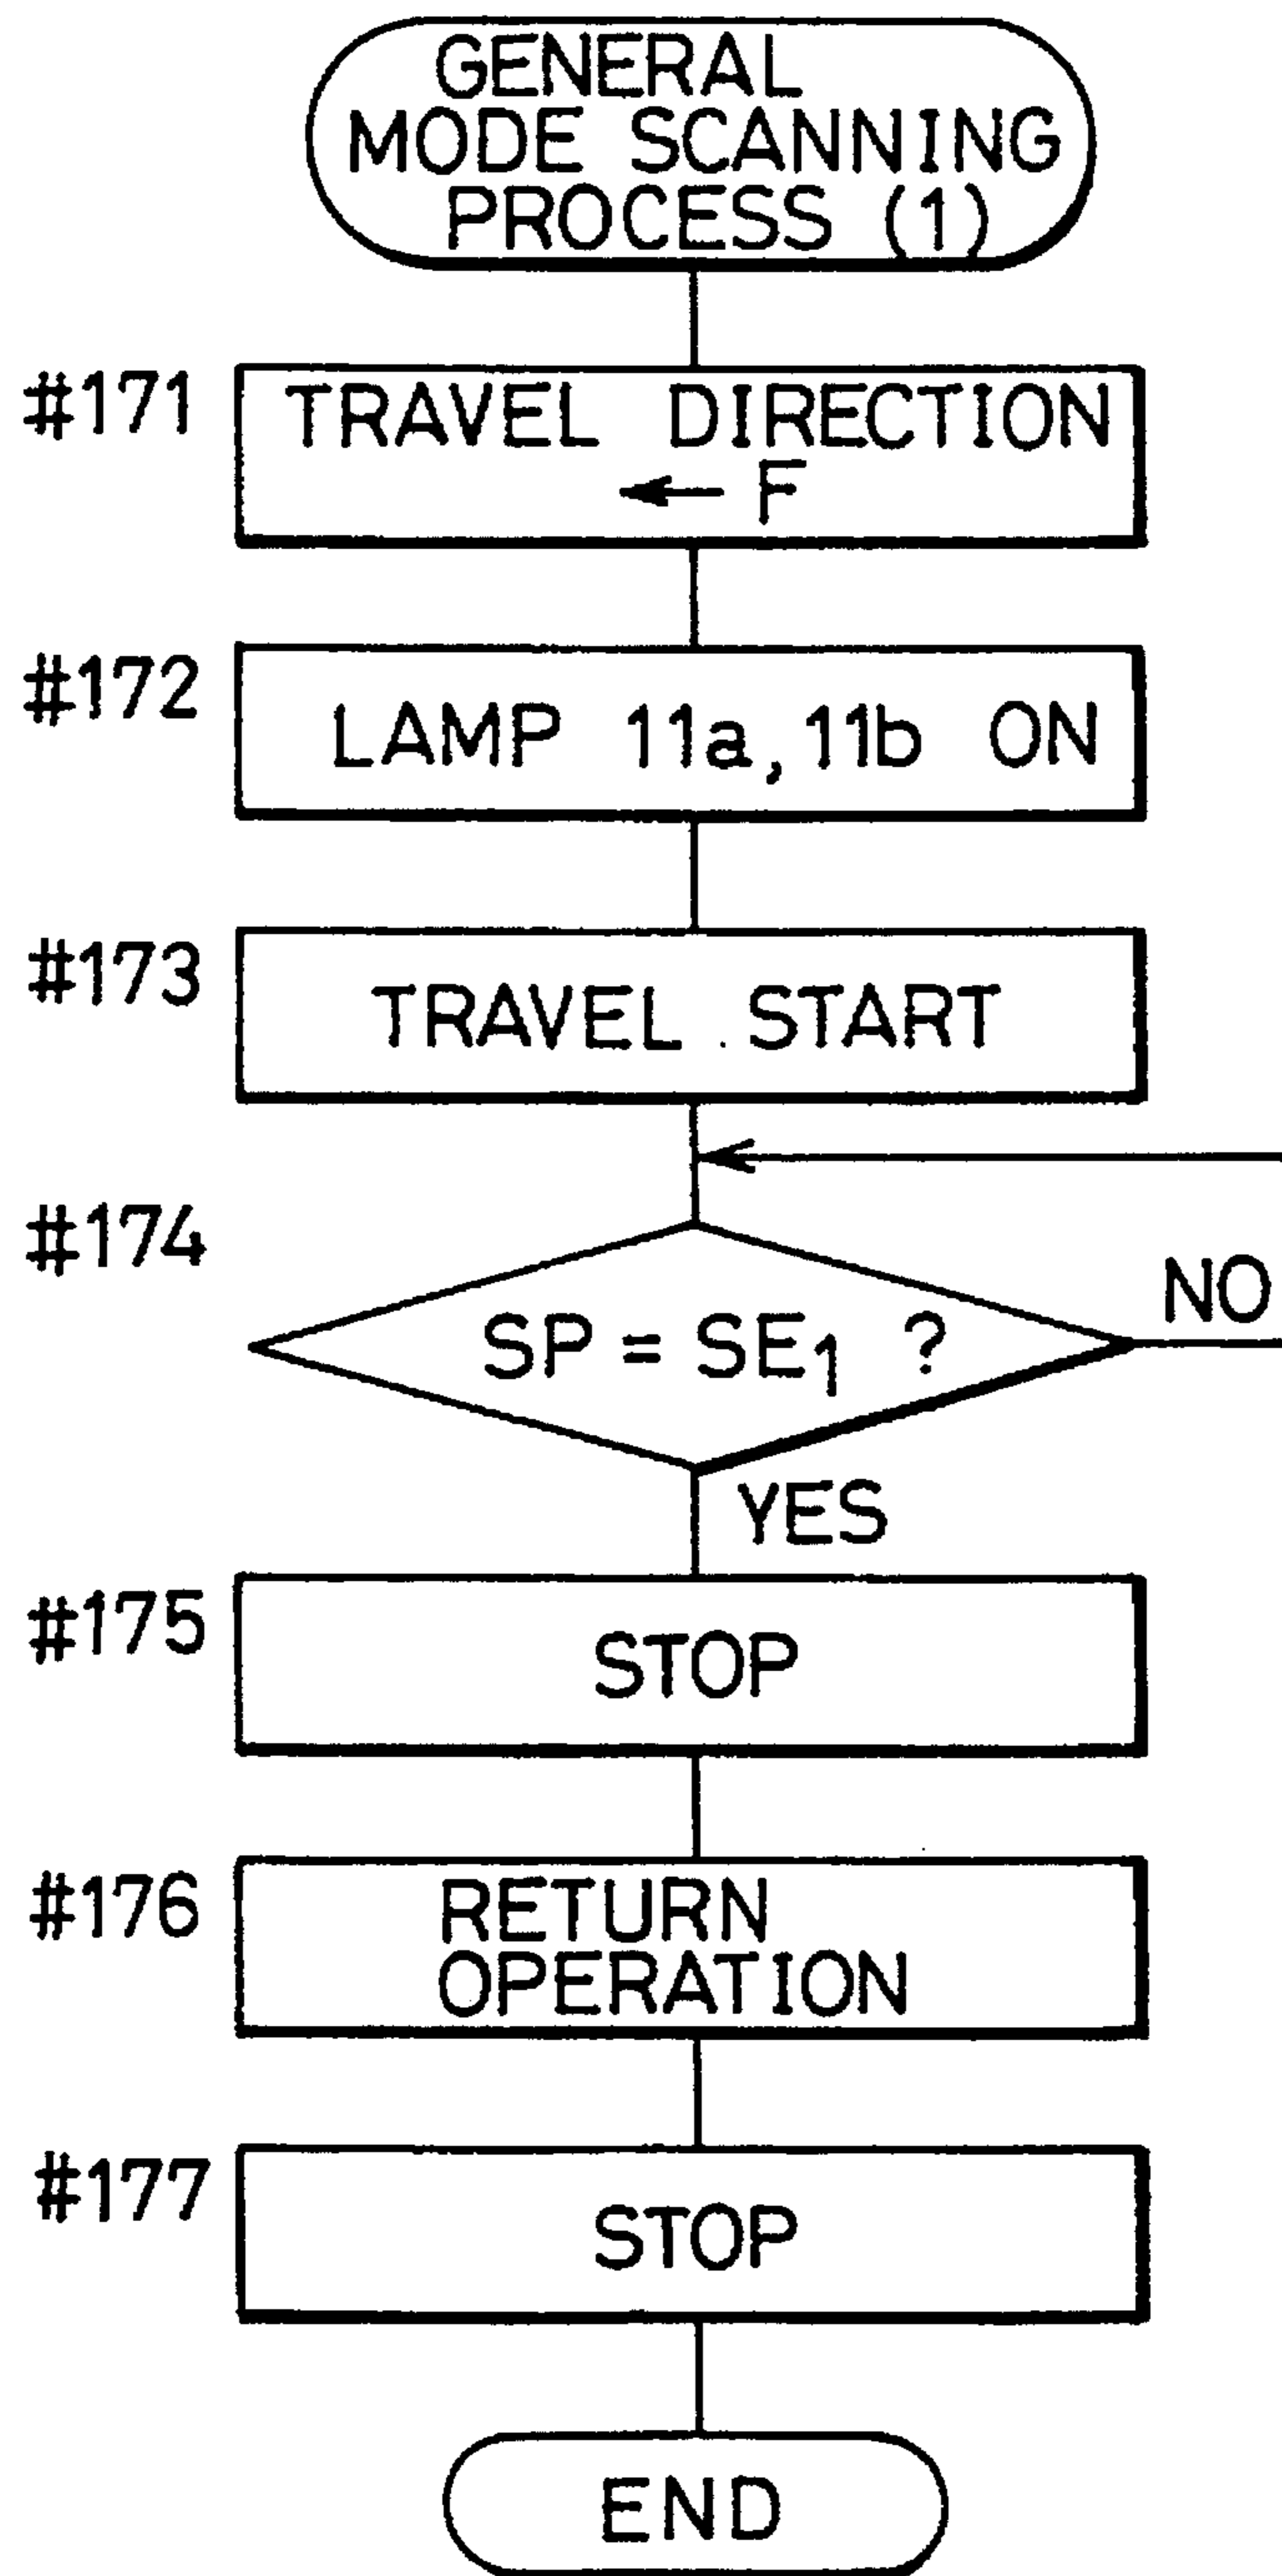 GENERAL
MODE SCANNING
PROCESS (1)
#171
TRAVEL DIRECTION
← F
#172
LAMP 11a, 11b ON
#173
TRAVEL START
#174
SP = SE₁ ?
NO
YES
#175
STOP
#176
RETURN
OPERATION
#177
STOP
END